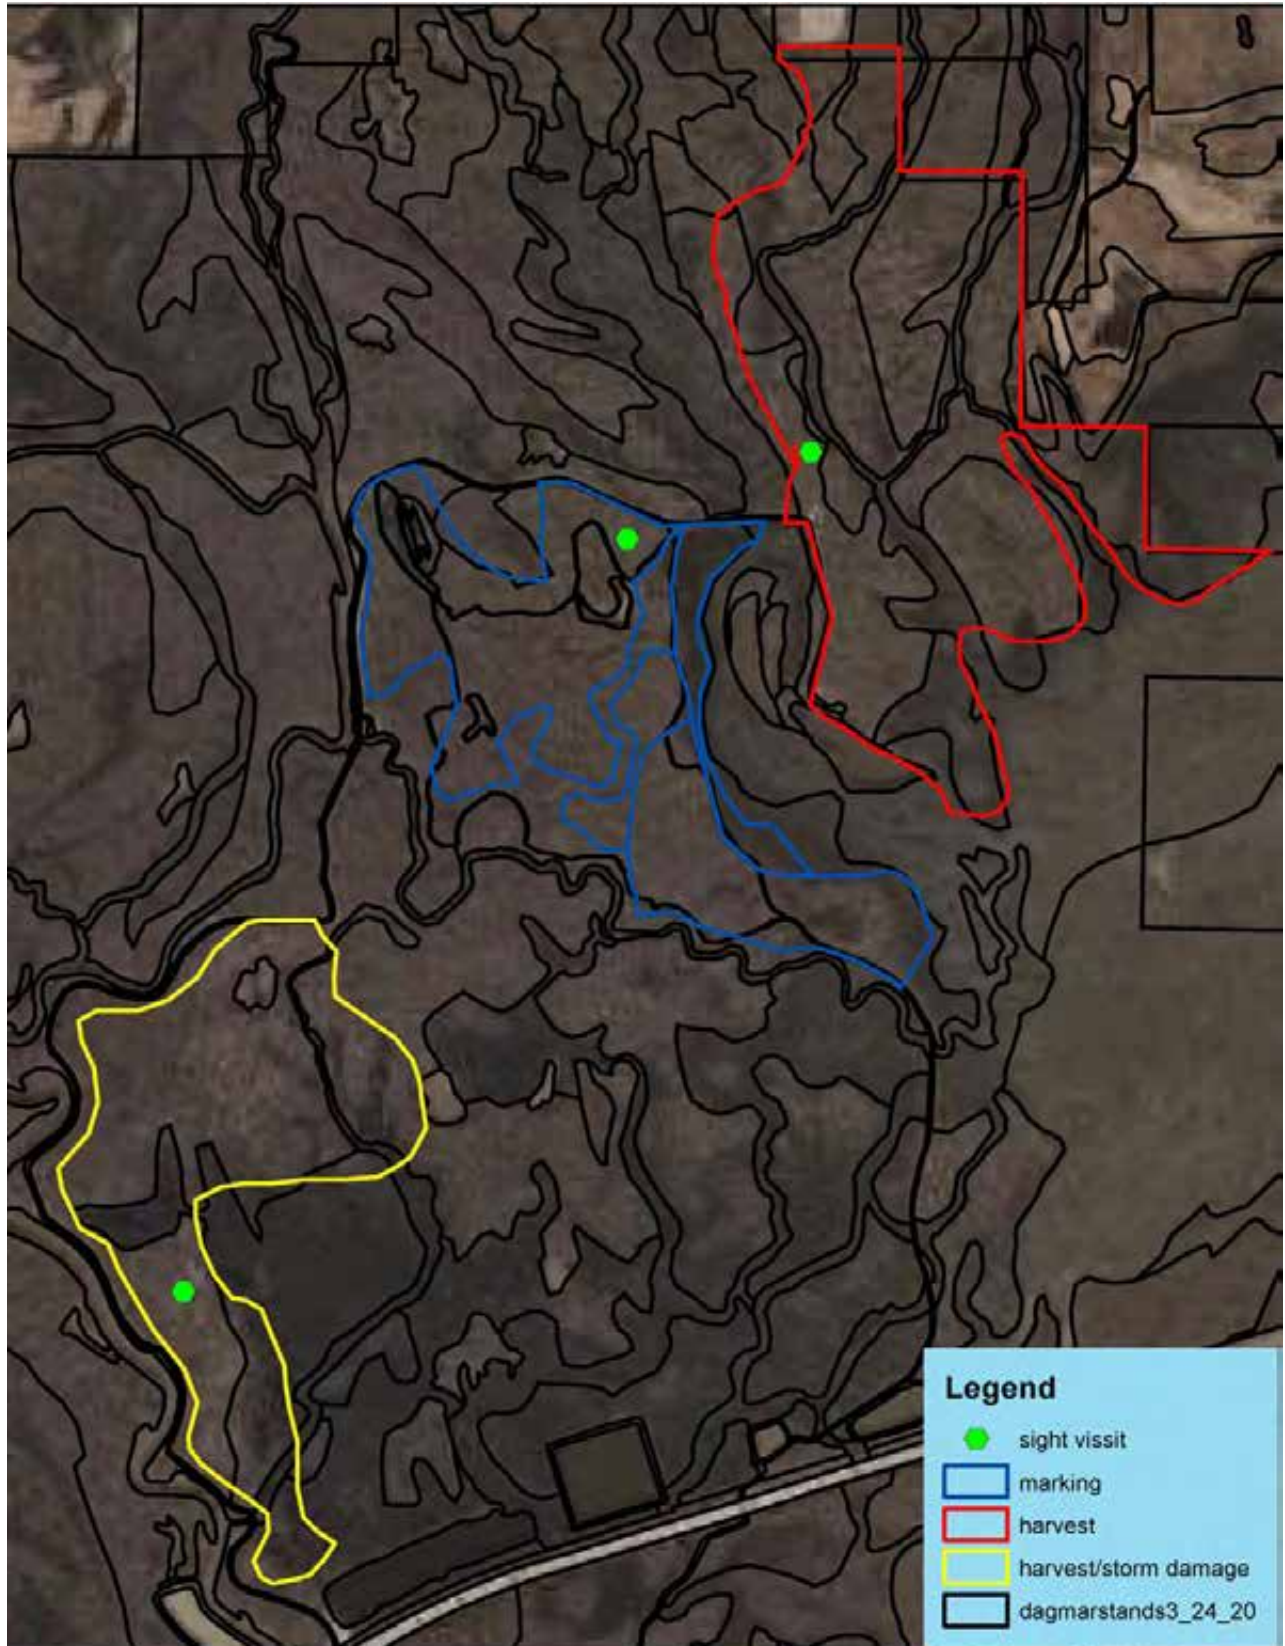 Legend
sight vissit
marking
harvest
harvest/storm damage
dagmarstands3_24_20